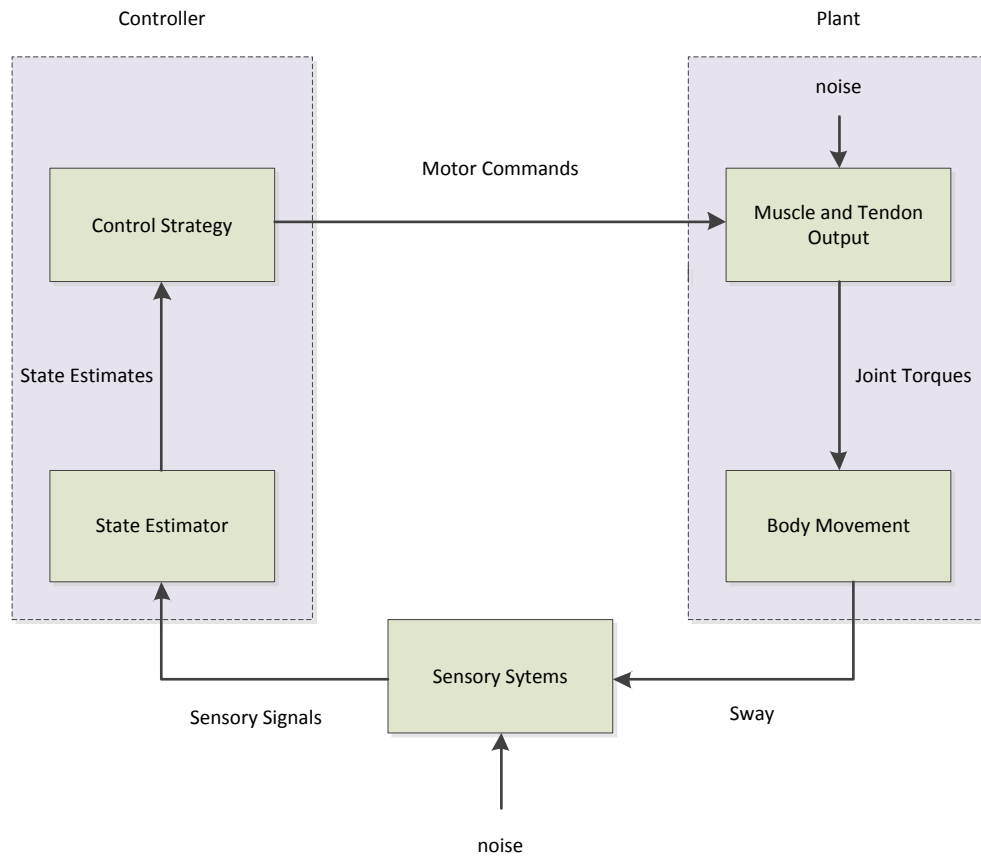 Controller
Plant
noise
Motor Commands
Control Strategy
Muscle and Tendon
Output
State Estimates
Joint Torques
State Estimator
Body Movement
Sensory Sytems
Sensory Signals
Sway
noise